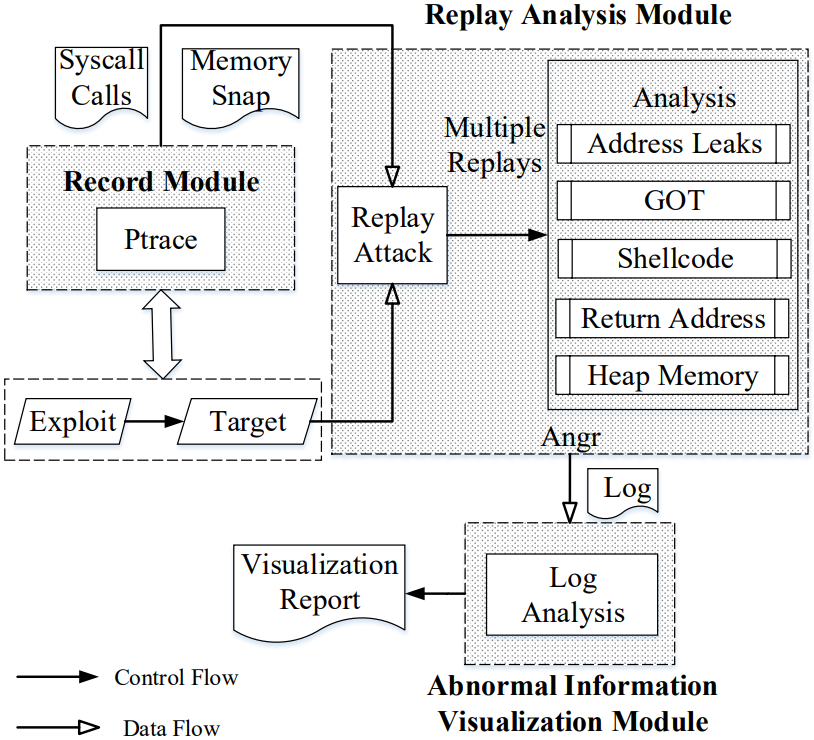 Replay Analysis Module
Syscall
Calls
Memory
Snap
Record Module
Ptrace
Exploit
Target
Replay
Attack
Multiple
Replays
Analysis
Address Leaks
GOT
Shellcode
Return Address
Heap Memory
Angr
Log
Log
Analysis
Visualization
Report
Abnormal Information
Visualization Module
Control Flow
Data Flow